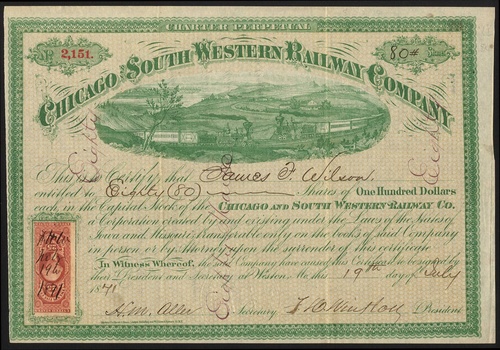 CHARTER PERPETUAL
No 2,151.
80 # Shares
CHICAGO AND SOUTH WESTERN RAILWAY COMPANY
This is to Certify that James F. Wilson
entitled to Eighty (80) Shares of One Hundred Dollars
each, in the Capital Stock of the CHICAGO AND SOUTH WESTERN RAILWAY CO.
a Corporation created by and existing under the Laws of the States of
Iowa and Missouri transferable only on the books of said Company
in person, or by Attorney upon the surrender of this certificate
In Witness Whereof, the said Company have caused this Certificate to be signed by
their President and Secretary at Weston Mo. this 19th day of July
1871
H.M. Aller Secretary F. H. Winston President
Eighty